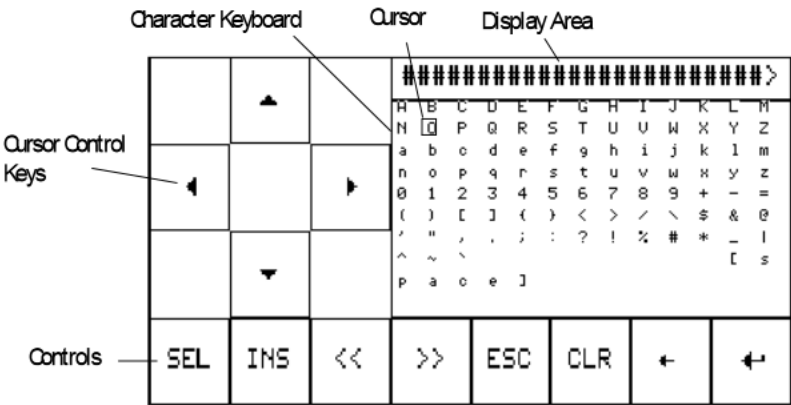 Character Keyboard Cursor Display Area
########################>
A B C D E F G H I J K L M
N O P Q R S T U V W X Y Z
a b c d e f g h i j k l m
Cursor Control
Keys
n o p q r s t u v w x y z
0 1 2 3 4 5 6 7 8 9 + - =
( ) [ ] { } < > / \ $ & @
' " , . ; : ? ! % # * _ |
^ ~ ` [ s
p a c e ]
Controls
SEL INS << >> ESC CLR ← ↵